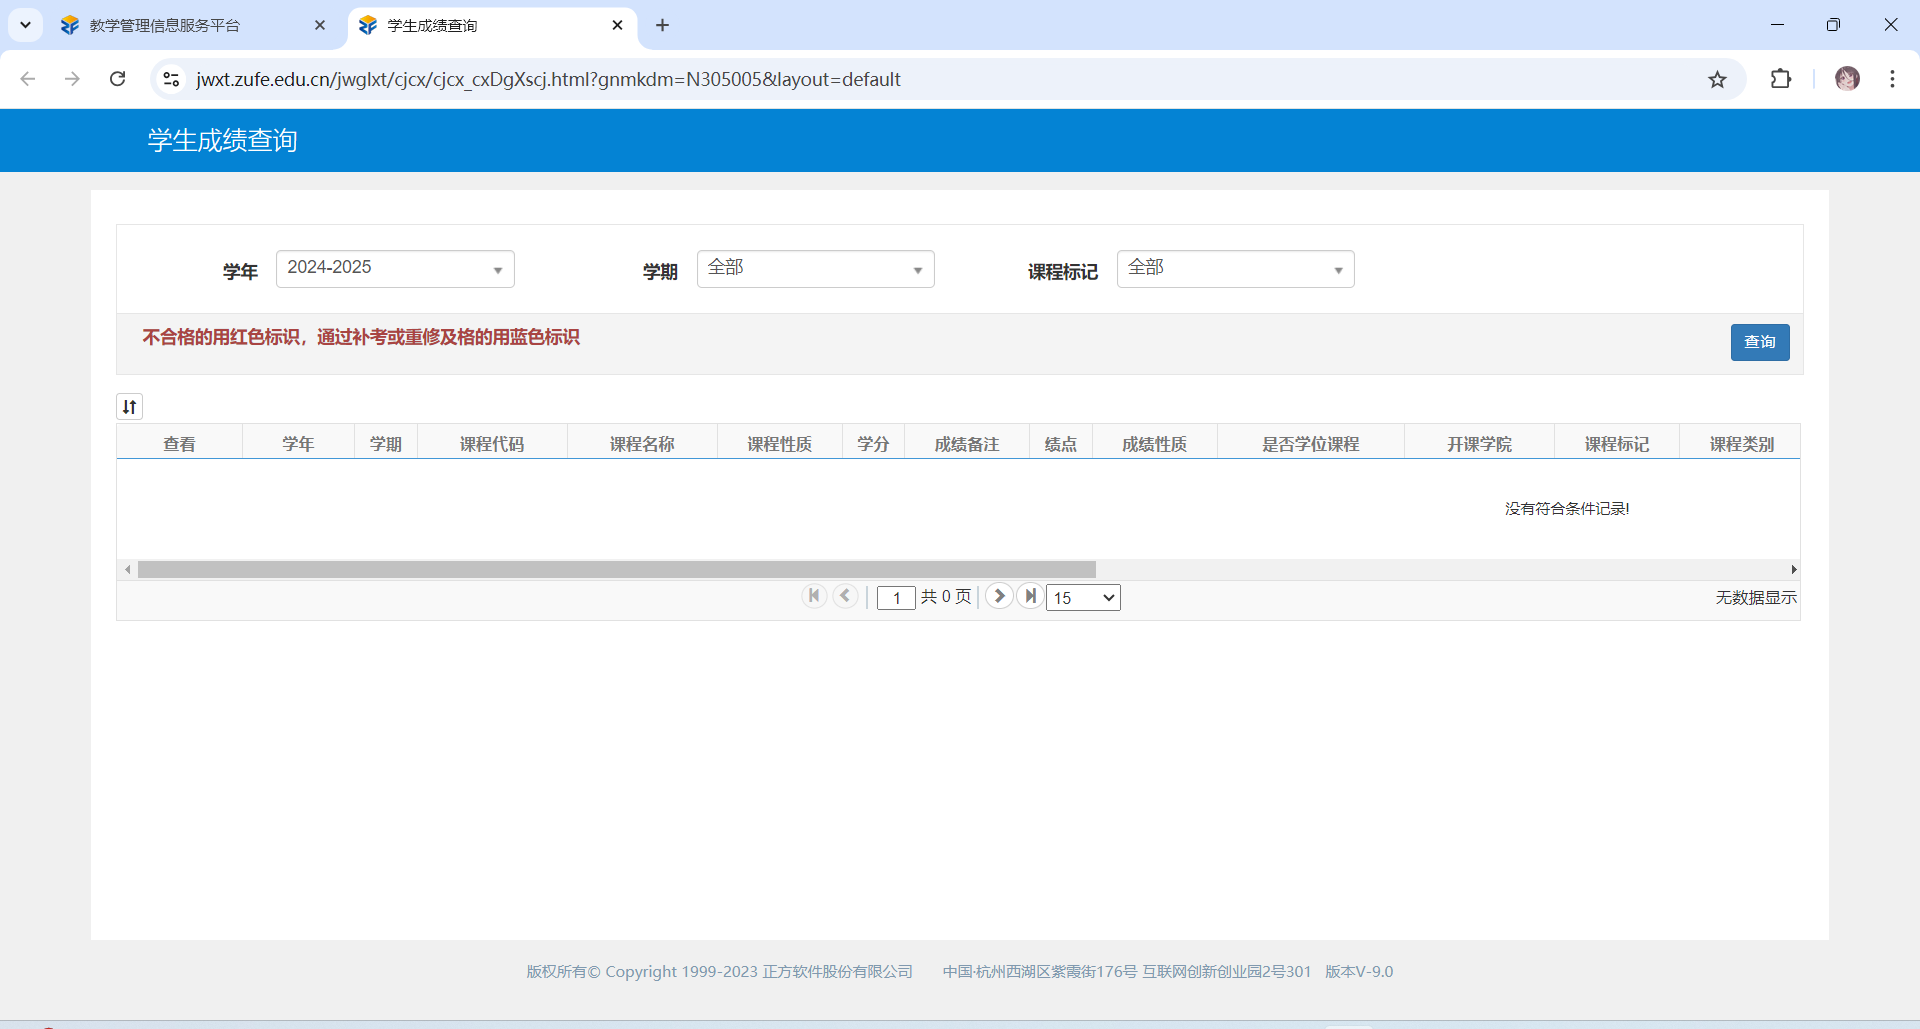 教学管理信息服务平台
学生成绩查询
jwxt.zufe.edu.cn/jwglxt/cjcx/cjcx_cxDgXscj.html?gnmkdm=N305005&layout=default
学生成绩查询
学年 2024-2025 学期 全部 课程标记 全部
不合格的用红色标识，通过补考或重修及格的用蓝色标识 查询
查看 学年 学期 课程代码 课程名称 课程性质 学分 成绩备注 绩点 成绩性质 是否学位课程 开课学院 课程标记 课程类别
没有符合条件记录!
1 共 0 页 15 无数据显示
版权所有© Copyright 1999-2023 正方软件股份有限公司 中国·杭州西湖区紫霞街176号 互联网创新创业园2号301 版本V-9.0